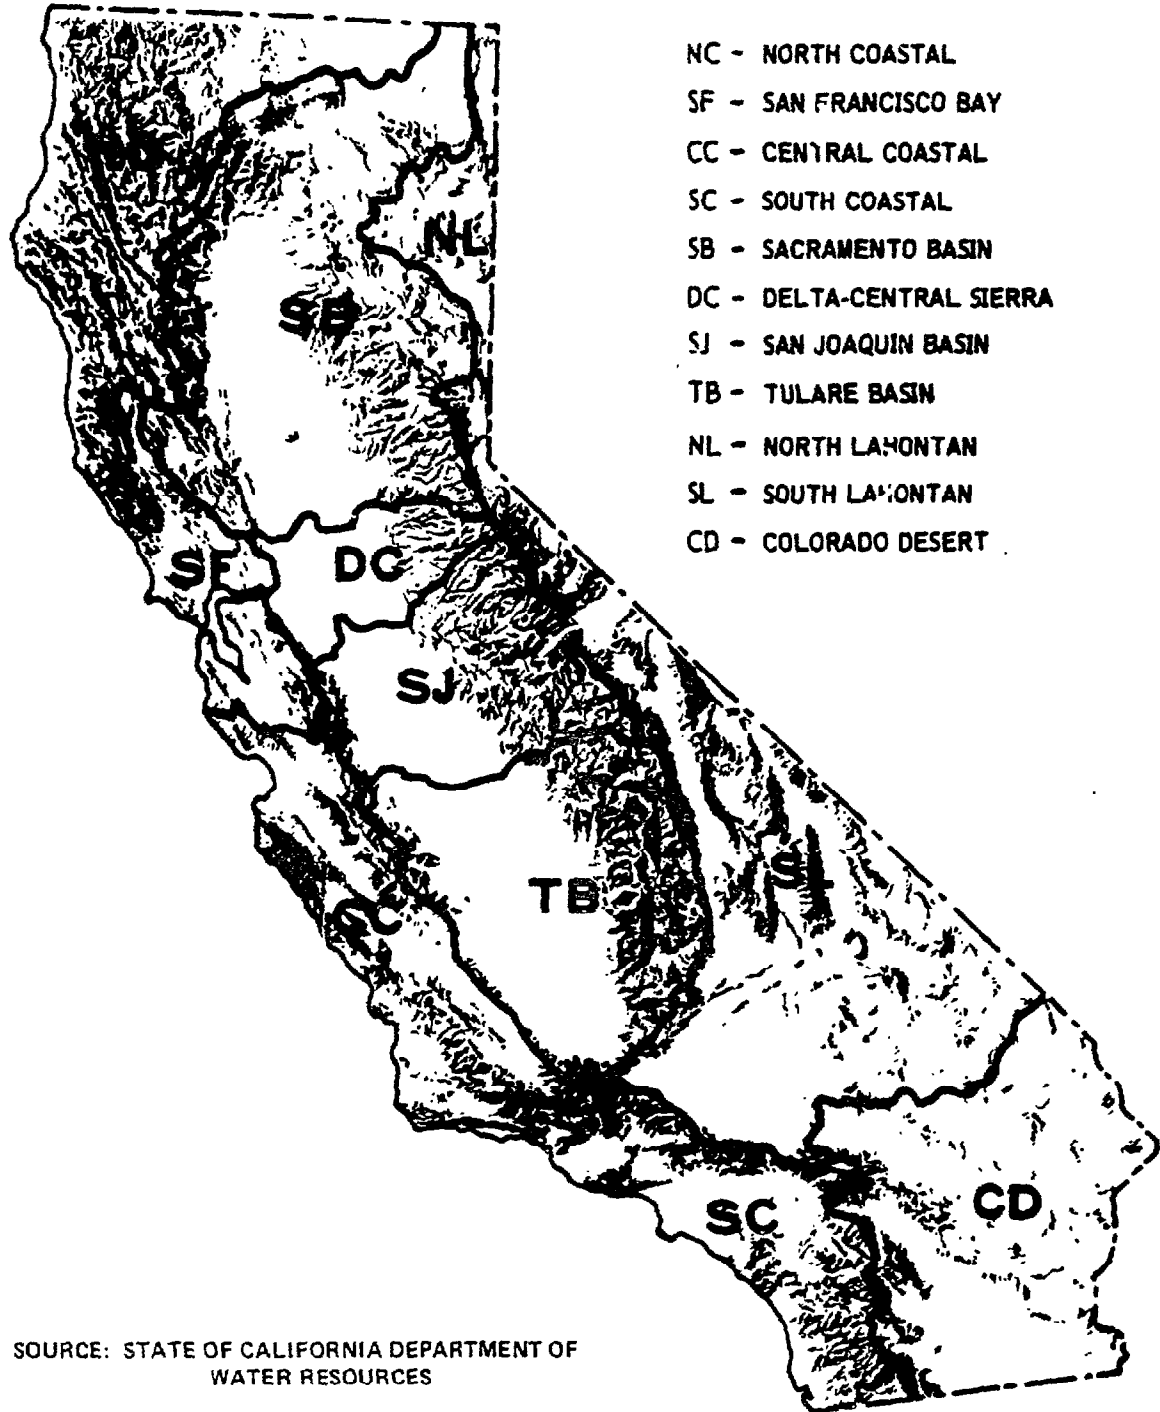 NC - NORTH COASTAL
SF - SAN FRANCISCO BAY
CC - CENTRAL COASTAL
SC - SOUTH COASTAL
SB - SACRAMENTO BASIN
DC - DELTA-CENTRAL SIERRA
SJ - SAN JOAQUIN BASIN
TB - TULARE BASIN
NL - NORTH LAHONTAN
SL - SOUTH LAHONTAN
CD - COLORADO DESERT
NL
SB
SF
DC
SJ
TB
SL
CC
CD
SC
SOURCE: STATE OF CALIFORNIA DEPARTMENT OF
WATER RESOURCES